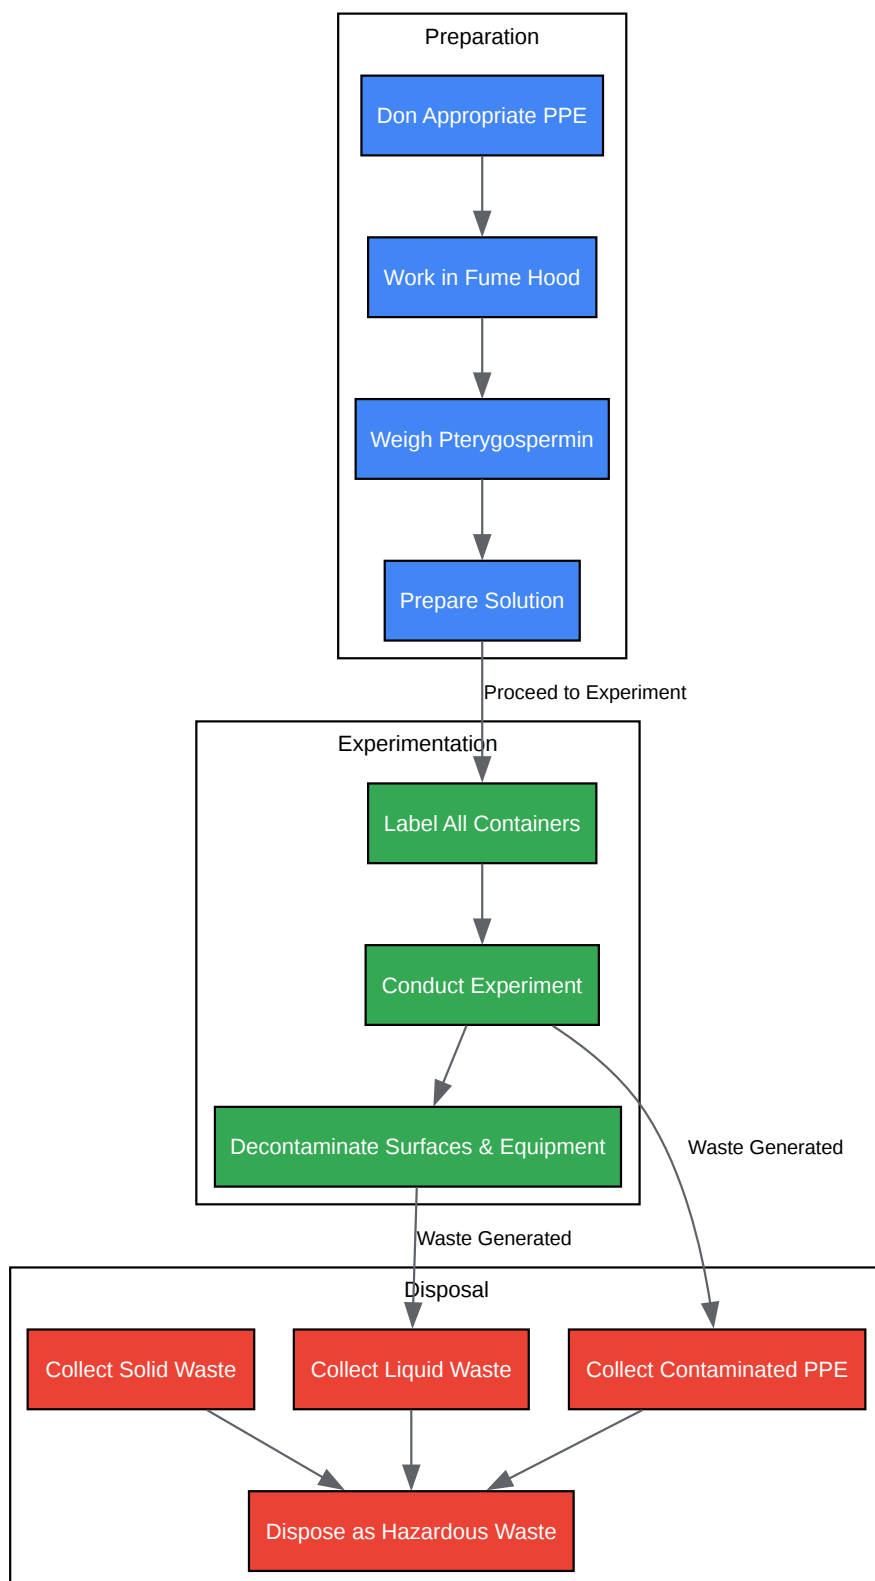 Preparation
Don Appropriate PPE
Work in Fume Hood
Weigh Pterygospermin
Prepare Solution
Proceed to Experiment
Experimentation
Label All Containers
Conduct Experiment
Decontaminate Surfaces & Equipment
Waste Generated
Waste Generated
Disposal
Collect Solid Waste
Collect Liquid Waste
Collect Contaminated PPE
Dispose as Hazardous Waste